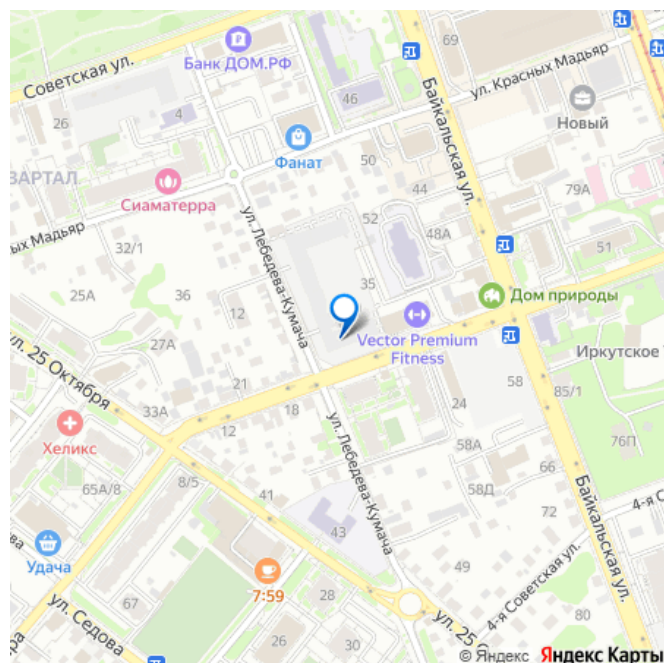 69
Банк ДОМ.РФ
Советская ул.
ул. Красных Мадьяр
4
46
26
Новый
Фанат
Байкальская ул.
50
ЗАРТАЛ
Сиаматерра
44
79А
52
48А
ых Мадьяр
32/1
51
ул. Лебедева-Кумача
35
25А
36
12
Дом природы
Vector Premium
Fitness
27А
Иркутское
ул. 25 Октября
21
58
85/1
33А
18
24
12
Хеликс
58А
76П
ул. Лебедева-Кумача
66
65А/8
8/5
41
58Д
72
Байкальская ул.
43
4-я С
Удача
49
7:59
4-я Советская ул.
67
28
ул. Седова
ул. 25
80
26
30
© Яндекс Яндекс Карты